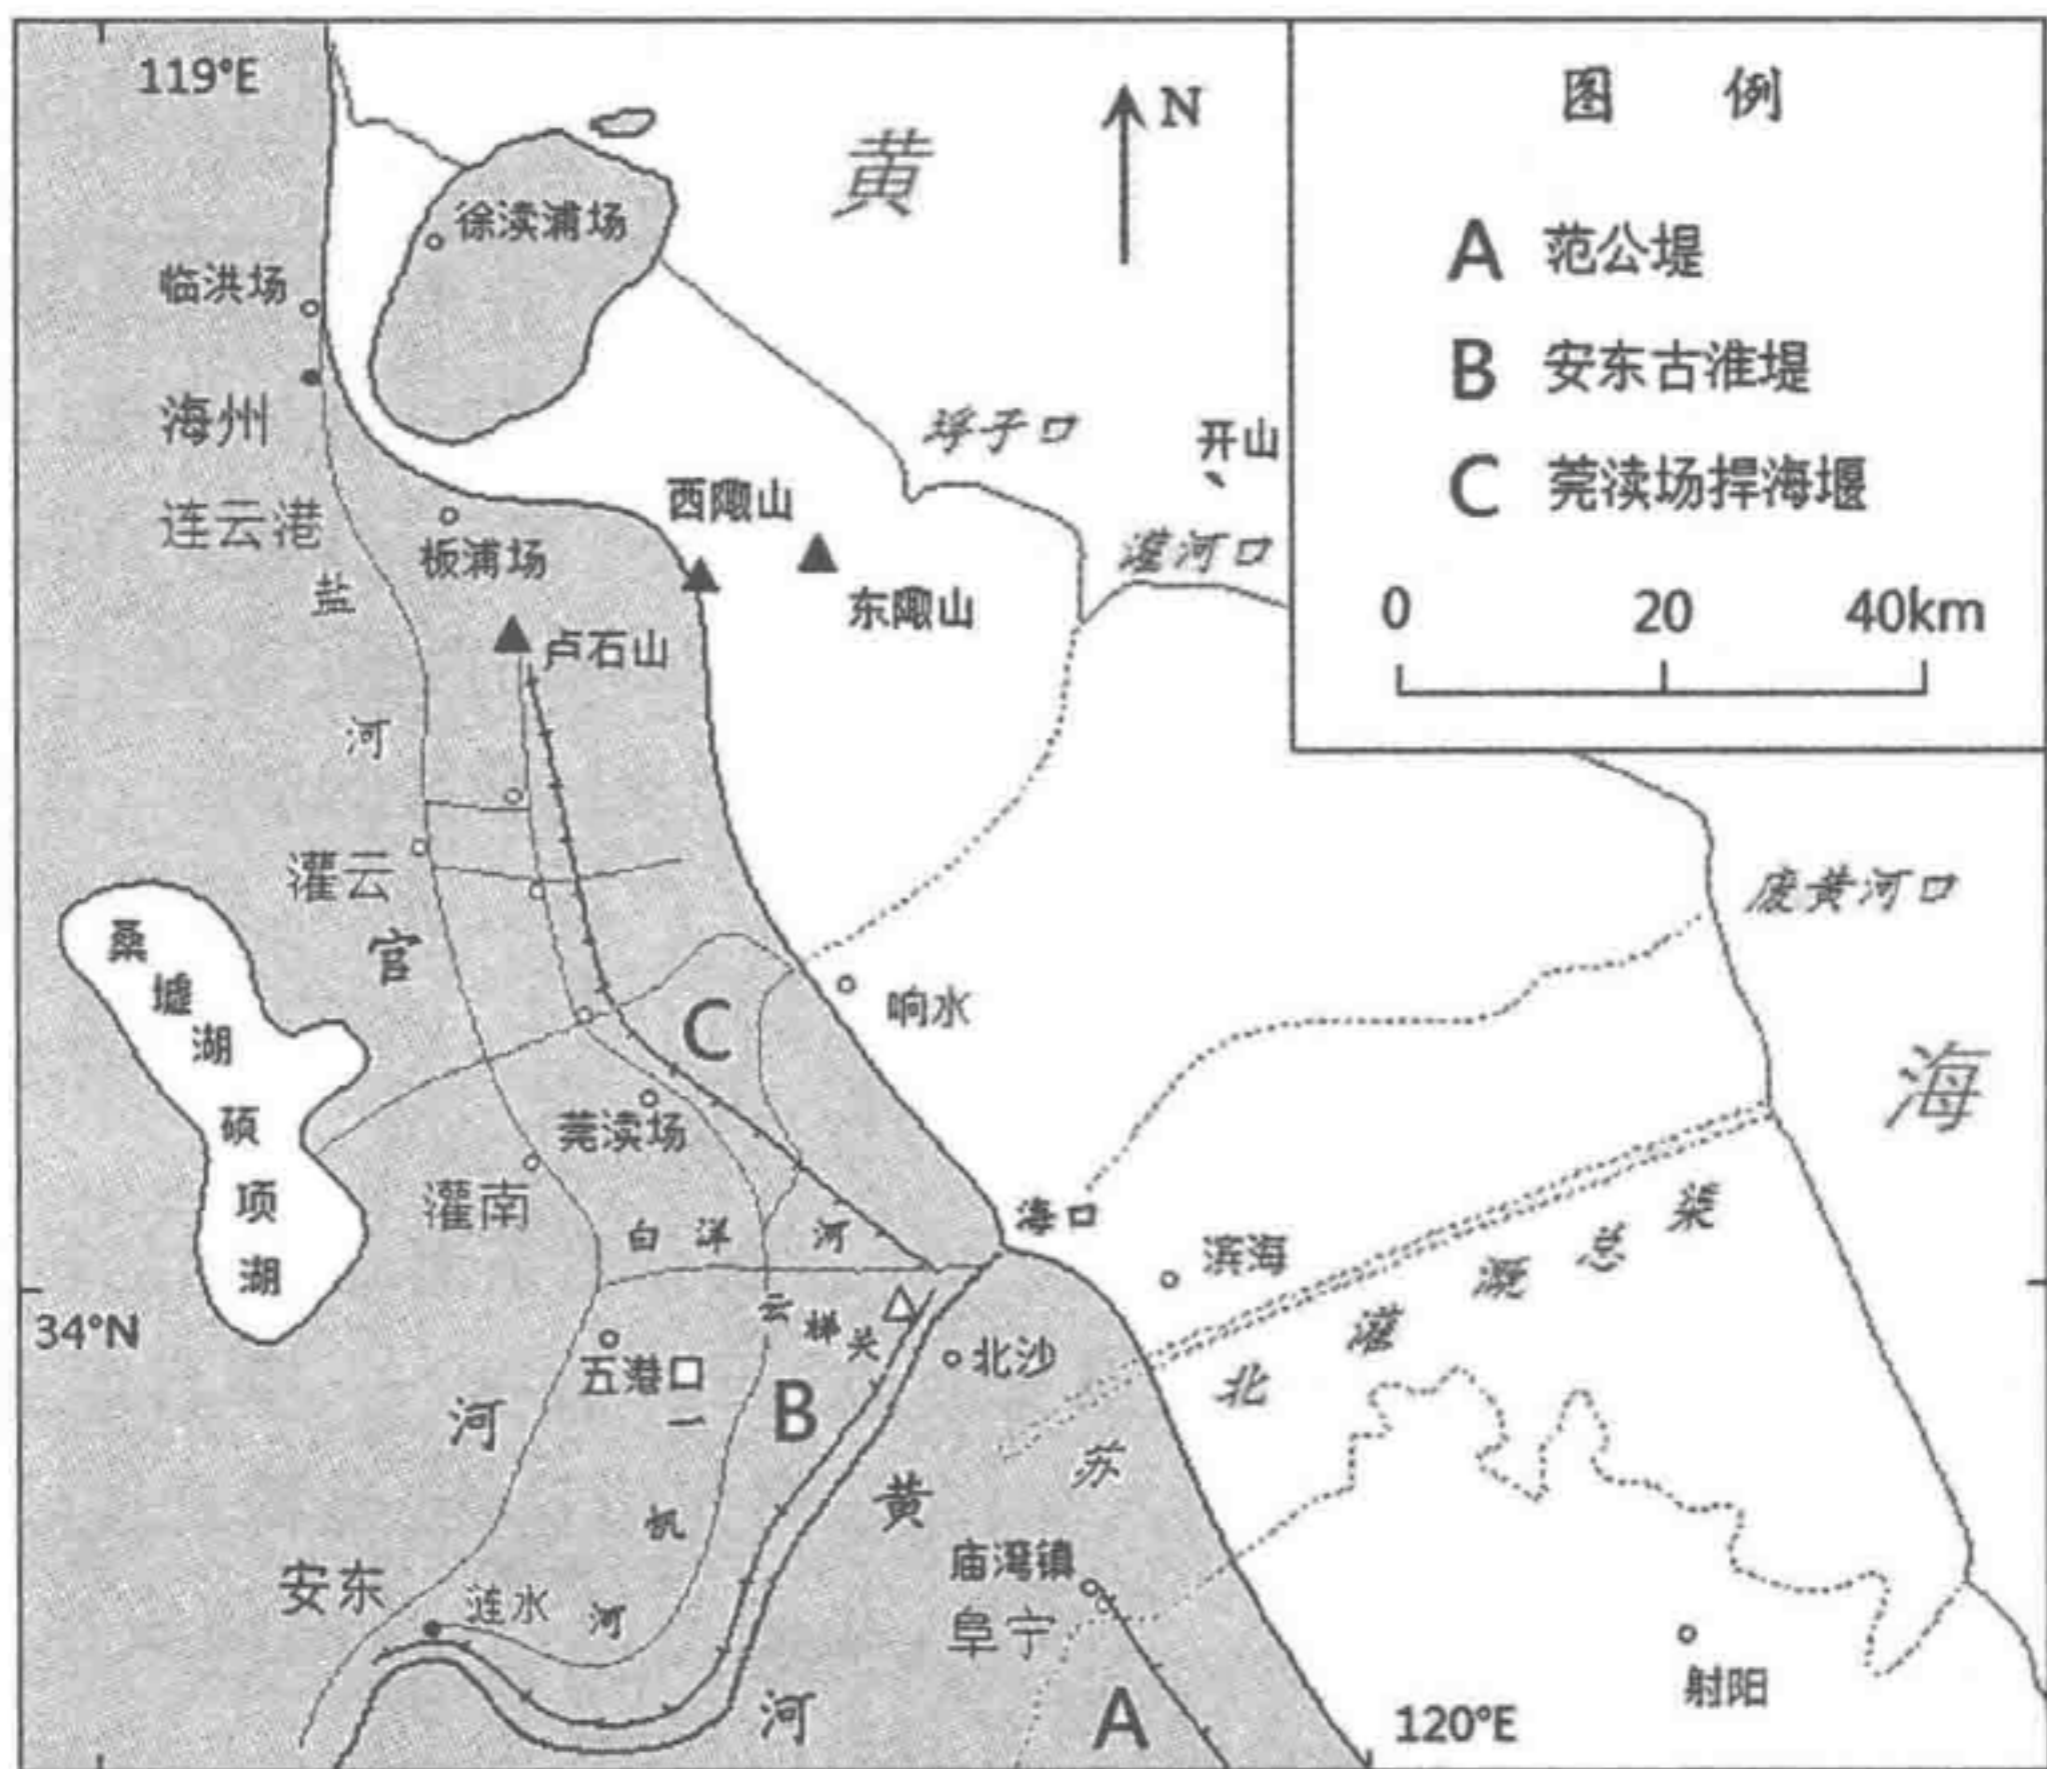 119°E
N
黄
海
徐渎浦场
临洪场
海州
连云港
板浦场
西陬山
东陬山
卢石山
埒子口
开山
灌河口
盐
河
灌云
官
河
桑墟湖
硕项湖
响水
莞渎场
灌南
白洋河
海口
滨海
废黄河口
苏北灌溉总渠
34°N
五港口
云梯关
北沙
一帆河
黄
河
安东
涟水
庙湾镇
阜宁
射阳
120°E
A
B
C
图例
A 范公堤
B 安东古淮堤
C 莞渎场捍海堰
0 20 40km